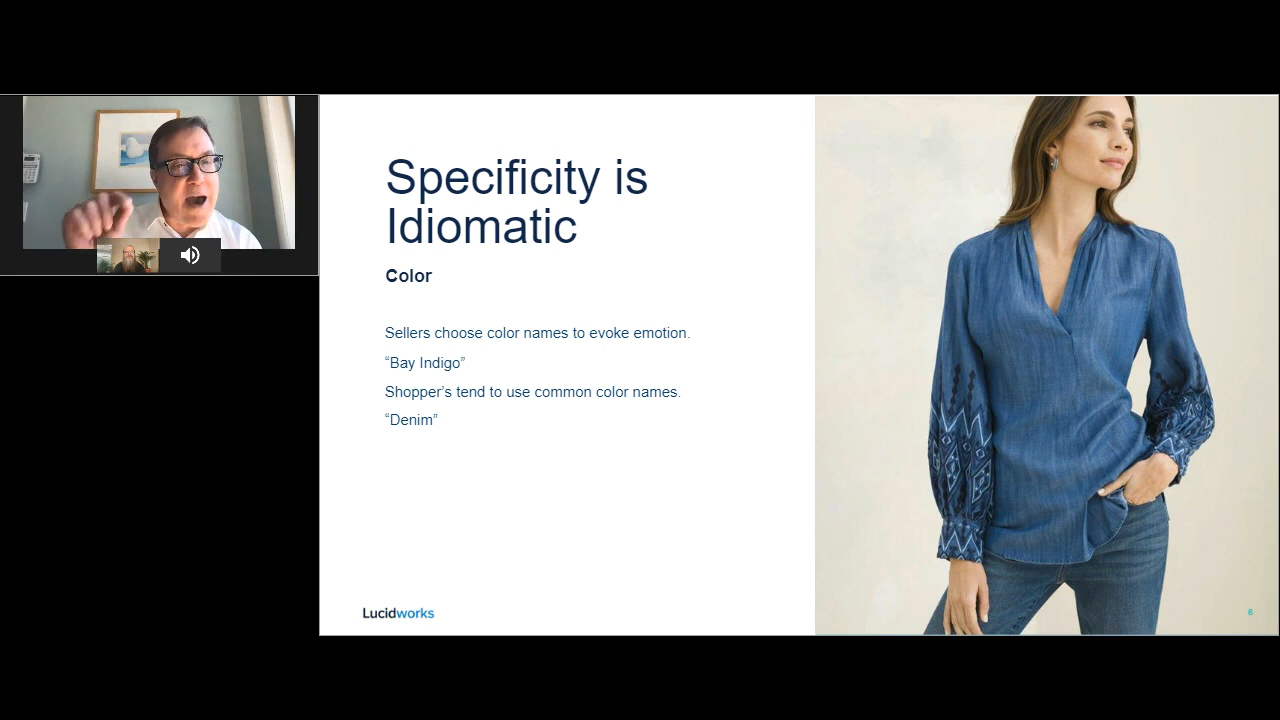 Specificity is
Idiomatic
Color
Sellers choose color names to evoke emotion.
“Bay Indigo”
Shopper’s tend to use common color names.
“Denim”
Lucidworks
6